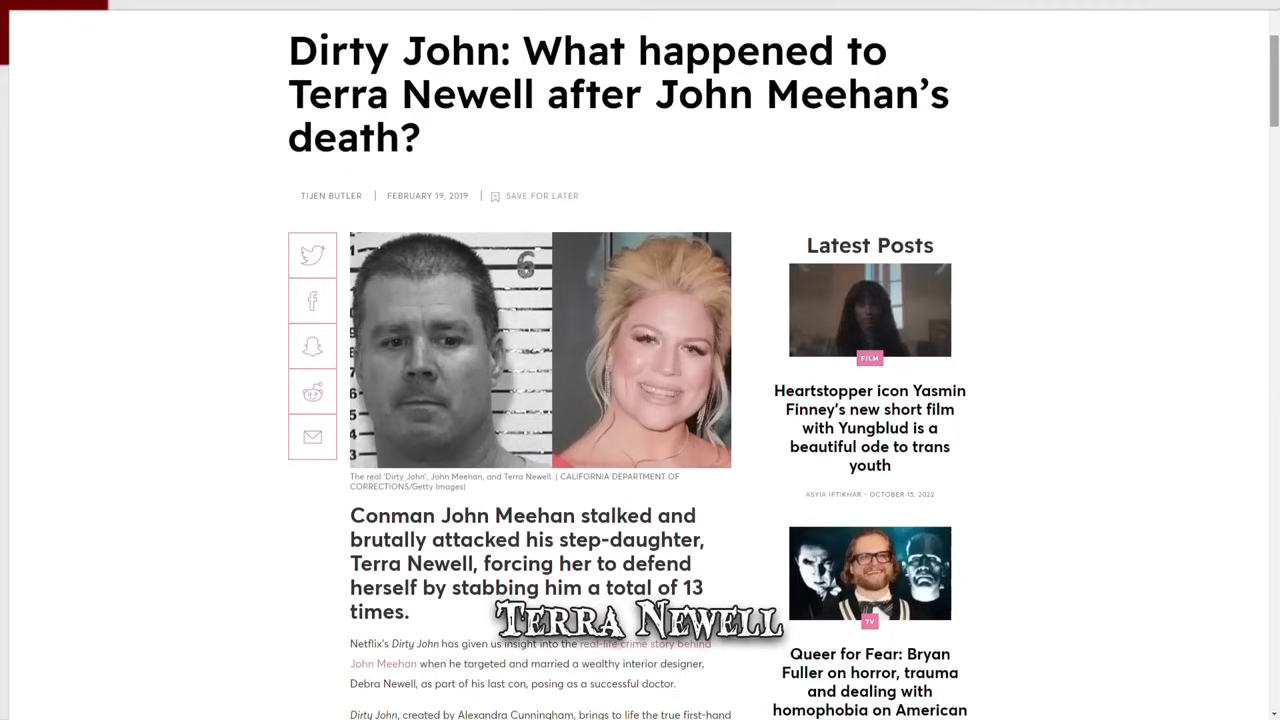 Dirty John: What happened to
Terra Newell after John Meehan’s
death?
TIJEN BUTLER
FEBRUARY 19, 2019
SAVE FOR LATER
6
The real 'Dirty John', John Meehan, and Terra Newell. ( CALIFORNIA DEPARTMENT OF
CORRECTIONS/Getty Images)
Conman John Meehan stalked and
brutally attacked his step-daughter,
Terra Newell, forcing her to defend
herself by stabbing him a total of 13
times.
Terra Newell
Netflix's Dirty John has given us insight into the real-life crime story behind
John Meehan when he targeted and married a wealthy interior designer,
Debra Newell, as part of his last con, posing as a successful doctor.
Dirty John, created by Alexandra Cunningham, brings to life the true first-hand
Latest Posts
FILM
Heartstopper icon Yasmin
Finney’s new short film
with Yungblud is a
beautiful ode to trans
youth
ASYIA IFTIKHAR - OCTOBER 15, 2022
TV
Queer for Fear: Bryan
Fuller on horror, trauma
and dealing with
homophobia on American